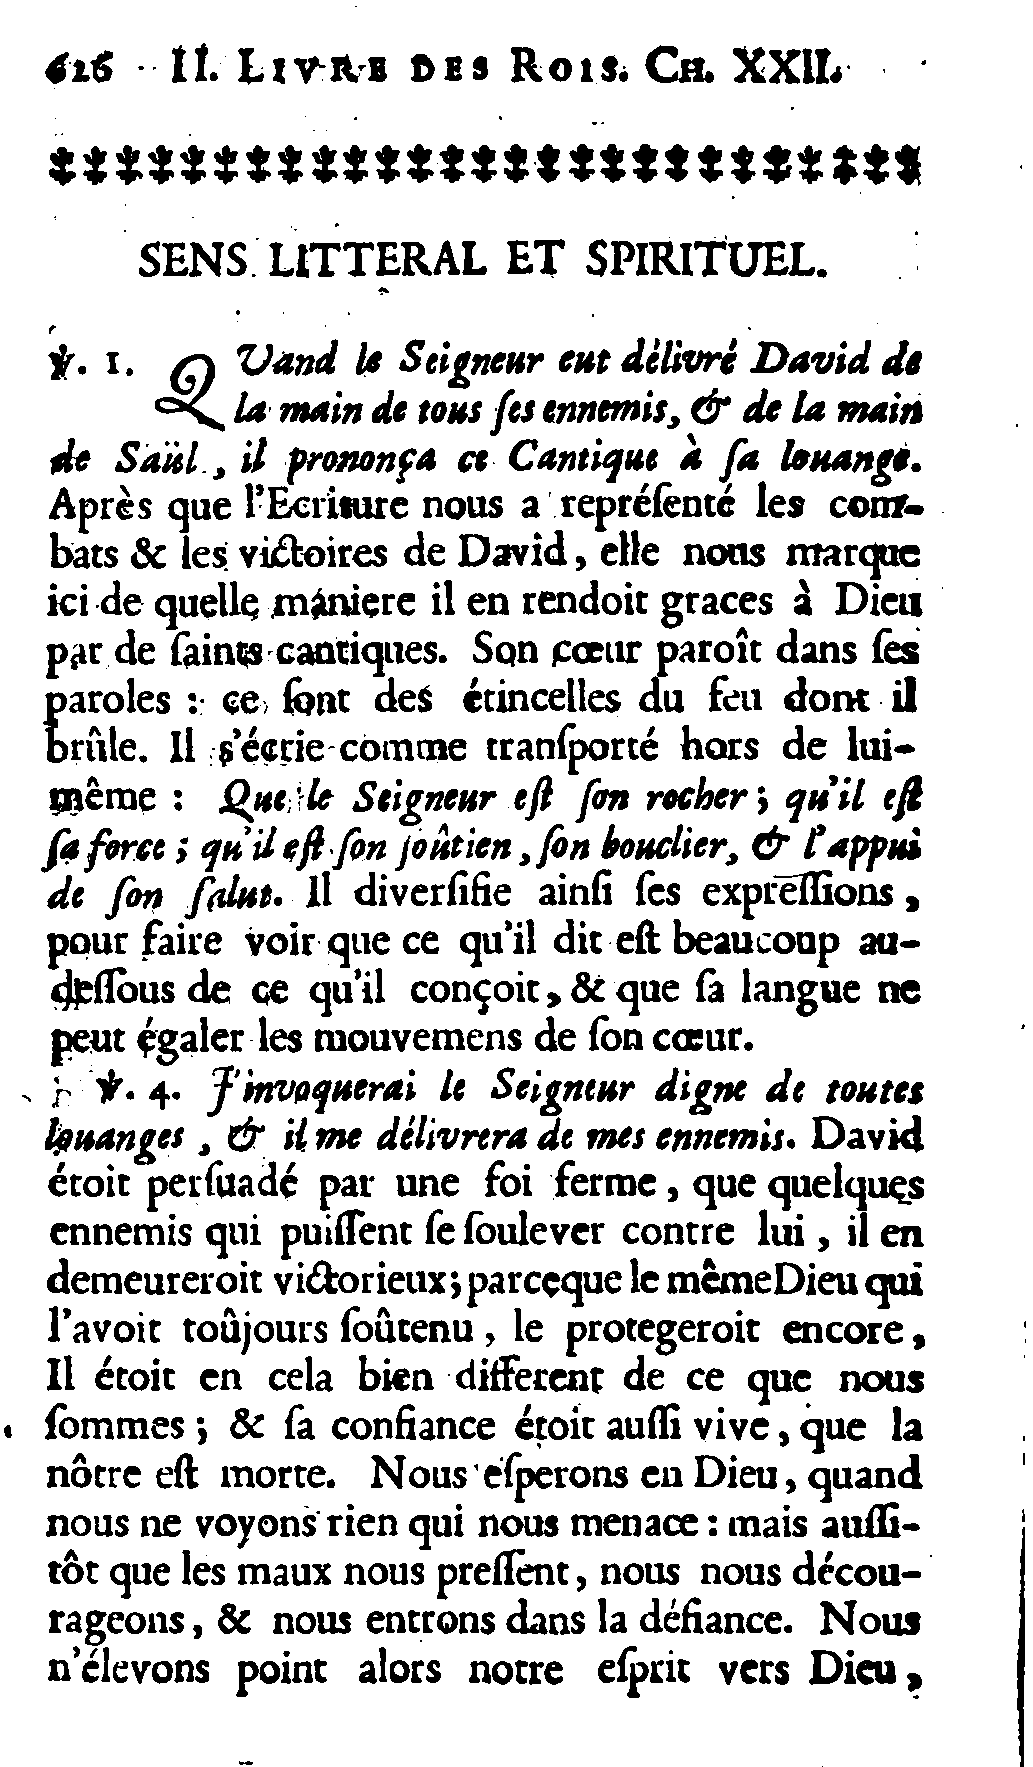 626 II. LIVRE DES ROIS. CH. XXII.
SENS LITTERAL ET SPIRITUEL.
℣. 1. QUand le Seigneur eut délivré David de
la main de tous ſes ennemis, & de la main
de Saül, il prononça ce Cantique à ſa louange.
Après que l'Ecriture nous a repréſenté les com-
bats & les victoires de David, elle nous marque
ici de quelle maniere il en rendoit graces à Dieu
par de ſaints cantiques. Son cœur paroît dans ſes
paroles : ce ſont des étincelles du feu dont il
brûle. Il s'écrie comme tranſporté hors de lui-
même : Que le Seigneur eſt ſon rocher ; qu'il eſt
ſa force ; qu'il eſt ſon ſoûtien, ſon bouclier, & l'appui
de ſon ſalut. Il diverſifie ainſi ſes expreſſions,
pour faire voir que ce qu'il dit eſt beaucoup au-
deſſous de ce qu'il conçoit, & que ſa langue ne
peut égaler les mouvemens de ſon cœur.
℣. 4. J'invoquerai le Seigneur digne de toutes
louanges, & il me délivrera de mes ennemis. David
étoit perſuadé par une foi ferme, que quelques
ennemis qui puiſſent ſe ſoulever contre lui, il en
demeureroit victorieux; parceque le même Dieu qui
l'avoit toûjours ſoûtenu, le protegeroit encore,
Il étoit en cela bien different de ce que nous
ſommes ; & ſa confiance étoit auſſi vive, que la
nôtre eſt morte. Nous eſperons en Dieu, quand
nous ne voyons rien qui nous menace : mais auſſi-
tôt que les maux nous preſſent, nous nous décou-
rageons, & nous entrons dans la défiance. Nous
n'élevons point alors notre eſprit vers Dieu,